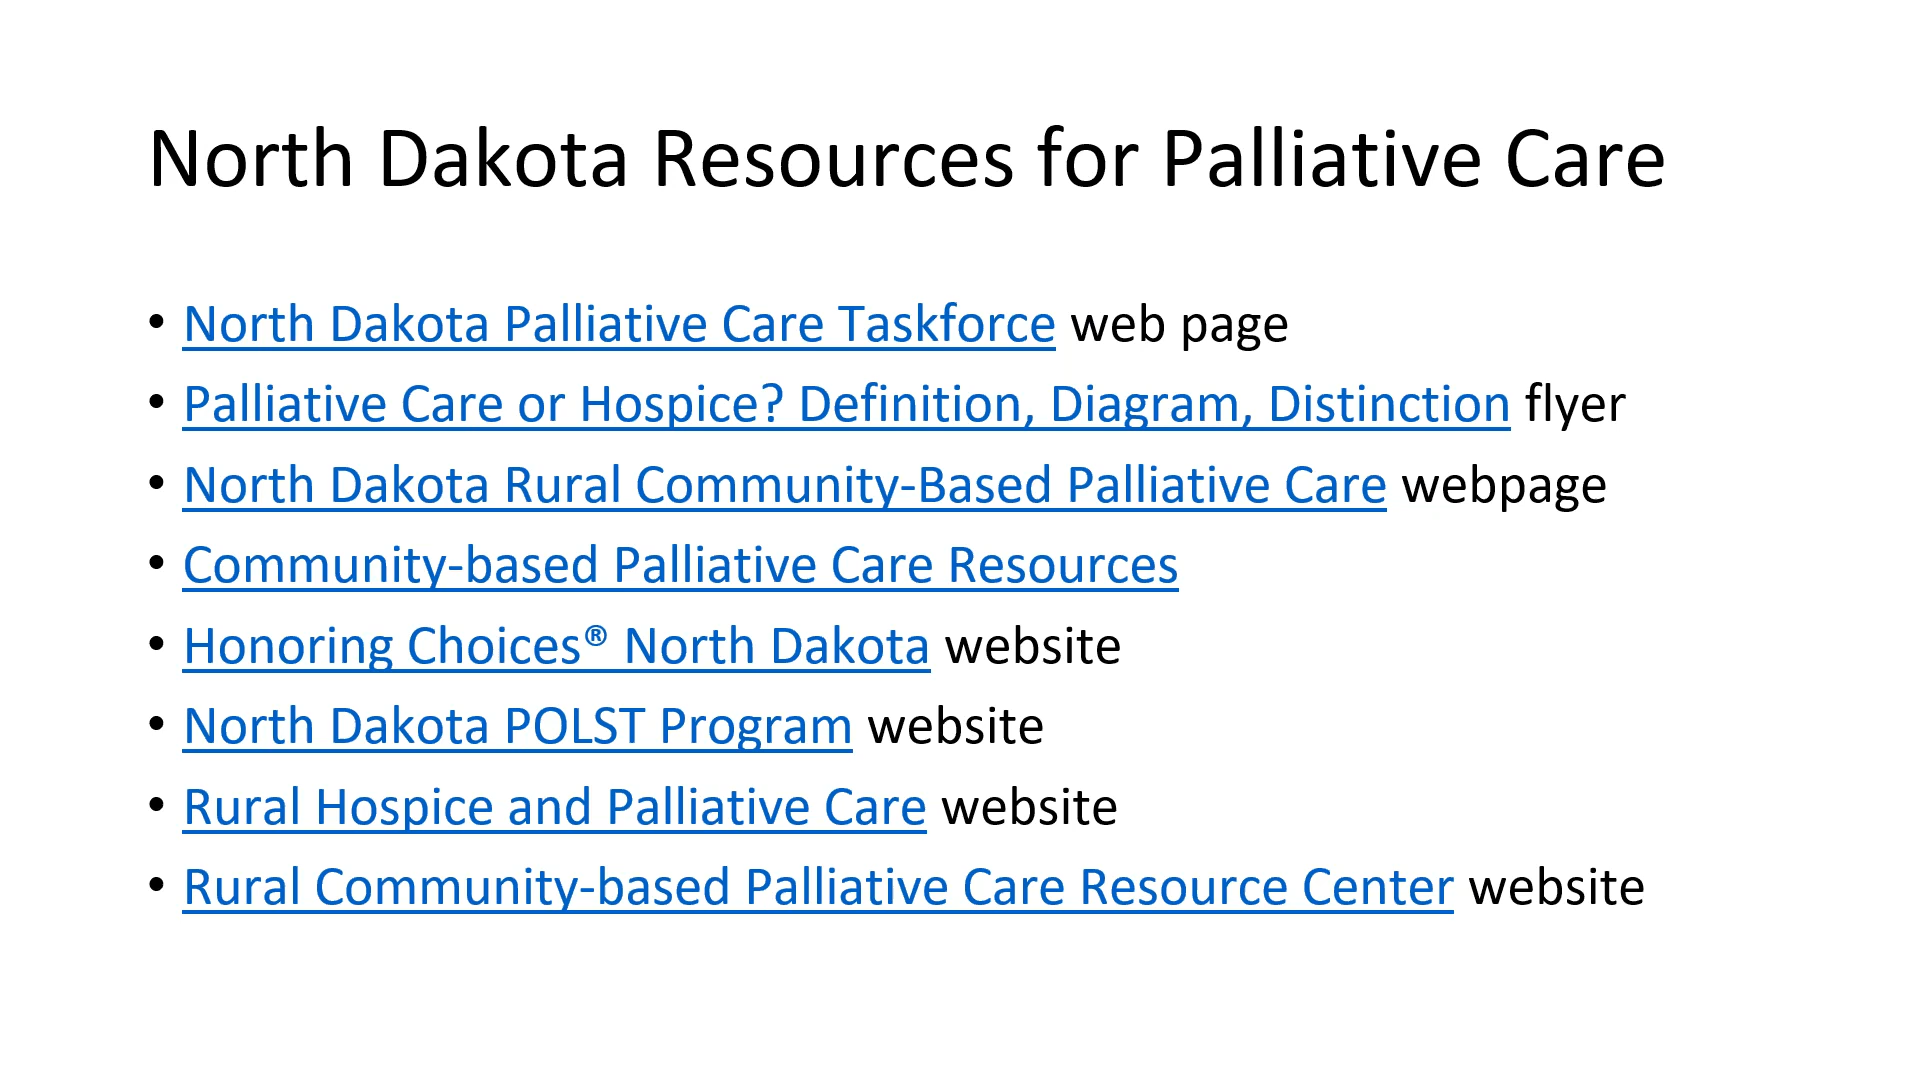 North Dakota Resources for Palliative Care
• North Dakota Palliative Care Taskforce web page
• Palliative Care or Hospice? Definition, Diagram, Distinction flyer
• North Dakota Rural Community-Based Palliative Care webpage
• Community-based Palliative Care Resources
• Honoring Choices® North Dakota website
• North Dakota POLST Program website
• Rural Hospice and Palliative Care website
• Rural Community-based Palliative Care Resource Center website